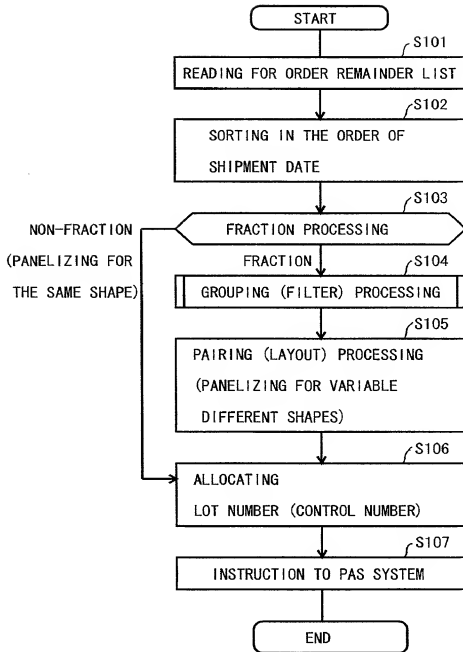 START
S101
READING FOR ORDER REMAINDER LIST
S102
SORTING IN THE ORDER OF
SHIPMENT DATE
S103
FRACTION PROCESSING
NON-FRACTION
(PANELIZING FOR
THE SAME SHAPE)
FRACTION
S104
GROUPING (FILTER) PROCESSING
S105
PAIRING (LAYOUT) PROCESSING
(PANELIZING FOR VARIABLE
DIFFERENT SHAPES)
S106
ALLOCATING
LOT NUMBER (CONTROL NUMBER)
S107
INSTRUCTION TO PAS SYSTEM
END